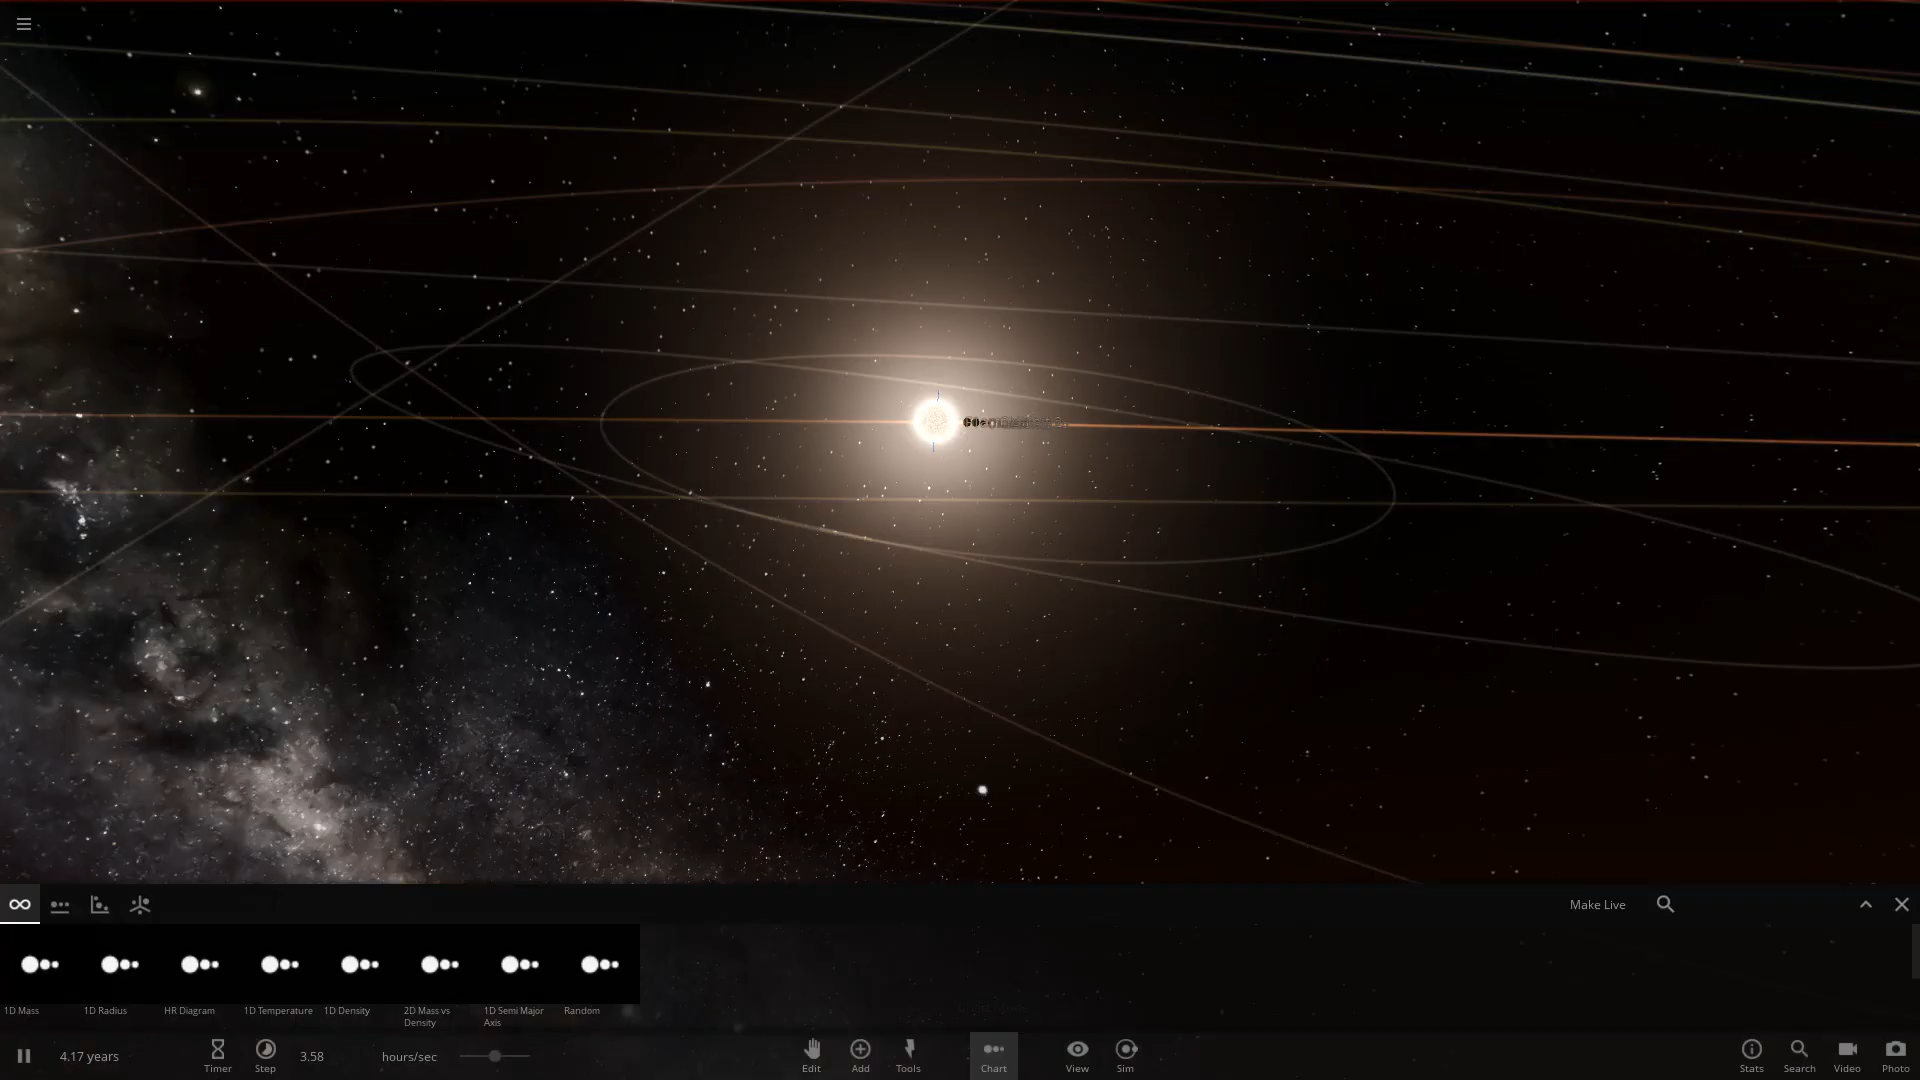 Make Live
1D Mass
1D Radius
HR Diagram
1D Temperature
1D Density
2D Mass vs
Density
1D Semi Major
Axis
Random
4.17 years
Timer
Step
3.58
hours/sec
Edit
Add
Tools
Chart
View
Sim
Stats
Search
Video
Photo